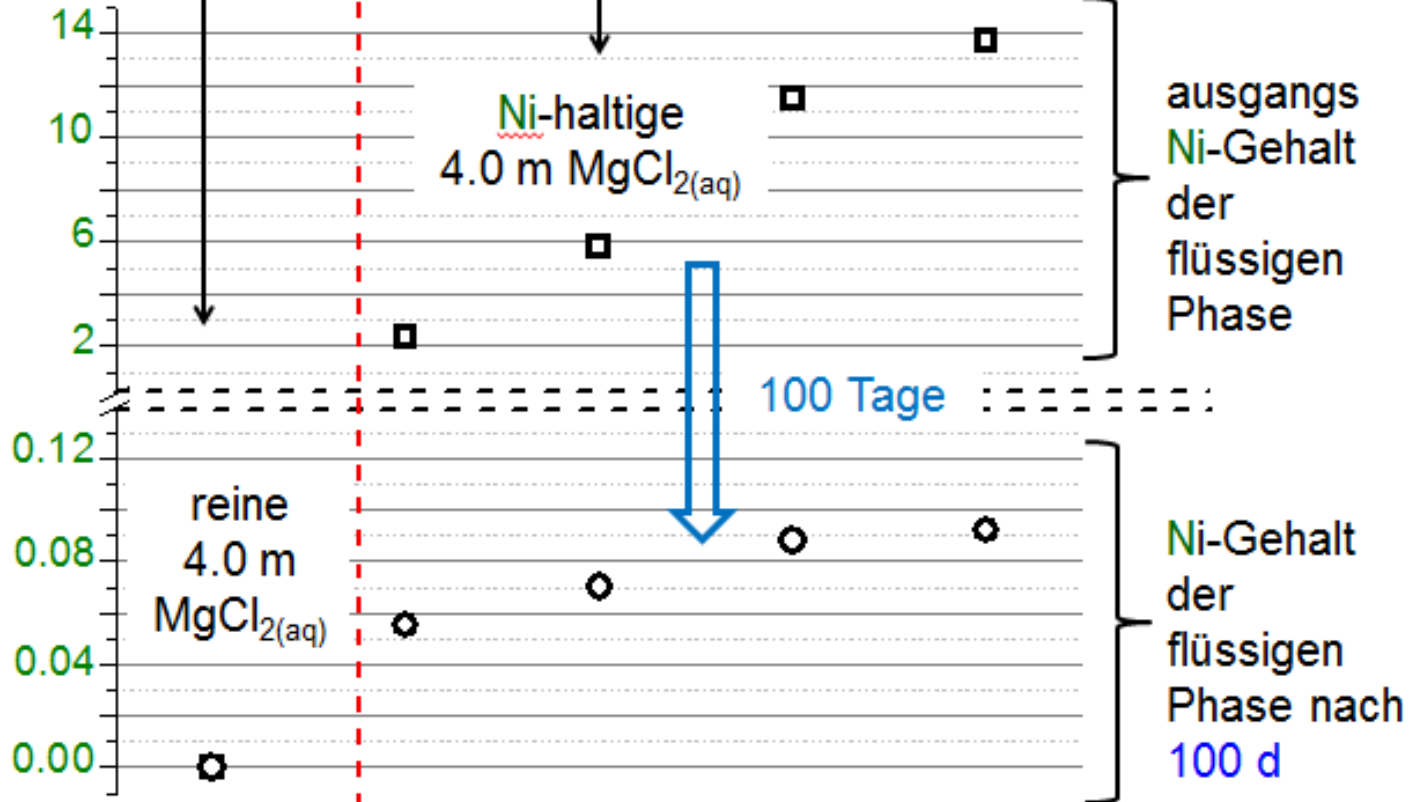 14
10
6
2
0.12
0.08
0.04
0.00
Ni-haltige
4.0 m MgCl2(aq)
100 Tage
reine
4.0 m
MgCl2(aq)
ausgangs
Ni-Gehalt
der
flüssigen
Phase
Ni-Gehalt
der
flüssigen
Phase nach
100 d